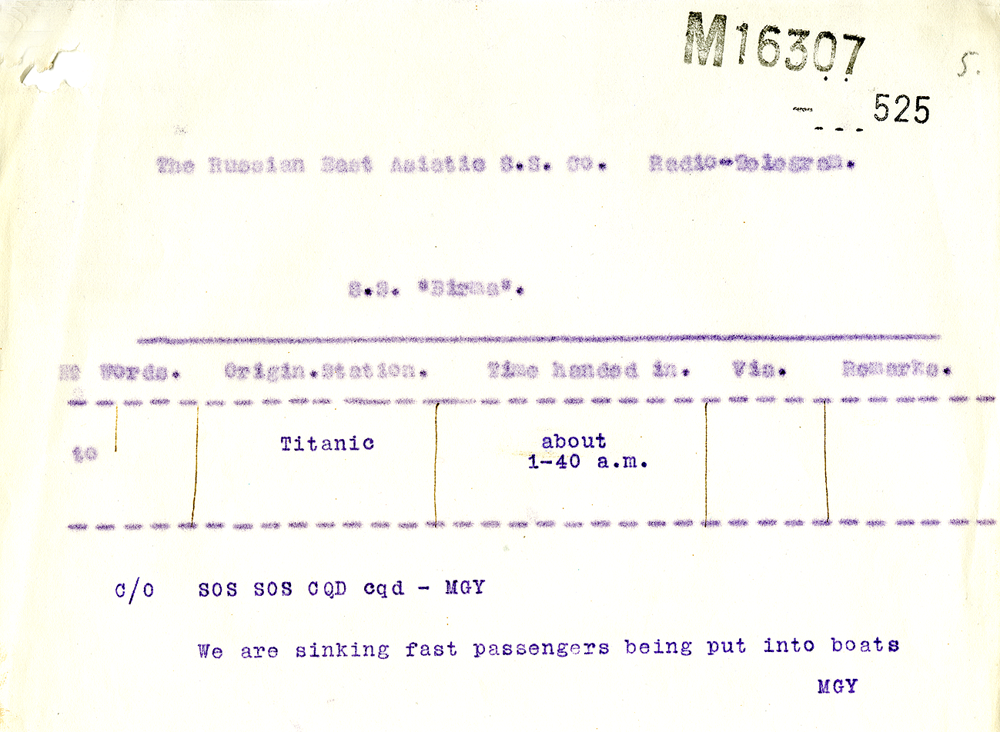 M16307
5.
525
The Russian East Asiatic S.S. Co. Radio-Telegram.
S.S. "Birma".
Words. Origin.Station. Time handed in. Via. Remarks.
to Titanic about
1-40 a.m.
C/O SOS SOS CQD cqd - MGY
We are sinking fast passengers being put into boats
MGY